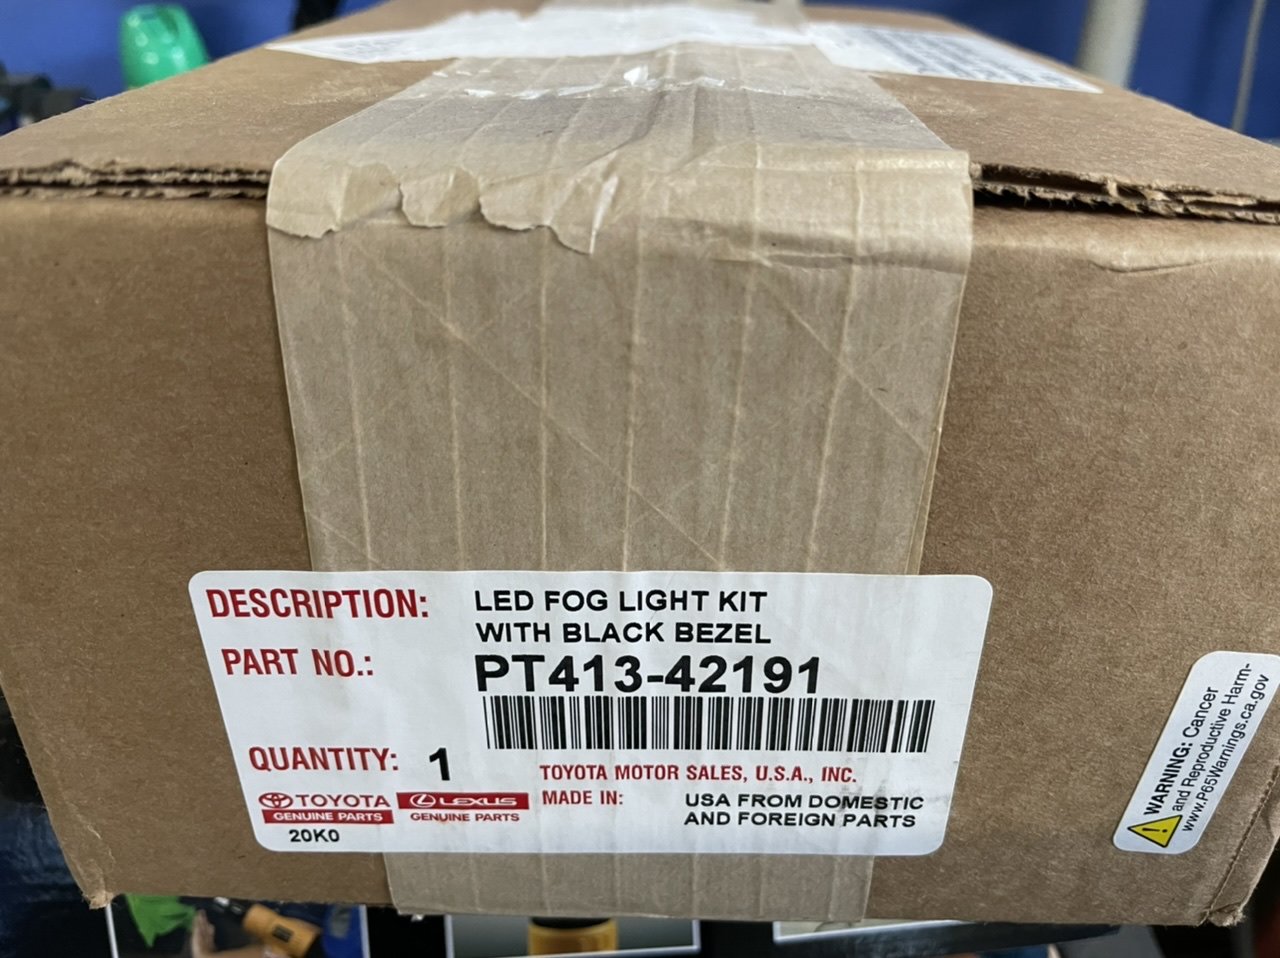 DESCRIPTION: LED FOG LIGHT KIT
WITH BLACK BEZEL
PART NO.: PT413-42191
QUANTITY: 1
TOYOTA MOTOR SALES, U.S.A., INC.
TOYOTA
GENUINE PARTS
LEXUS
GENUINE PARTS
MADE IN: USA FROM DOMESTIC
AND FOREIGN PARTS
20K0
WARNING: Cancer
and Reproductive Harm-
www.P65Warnings.ca.gov